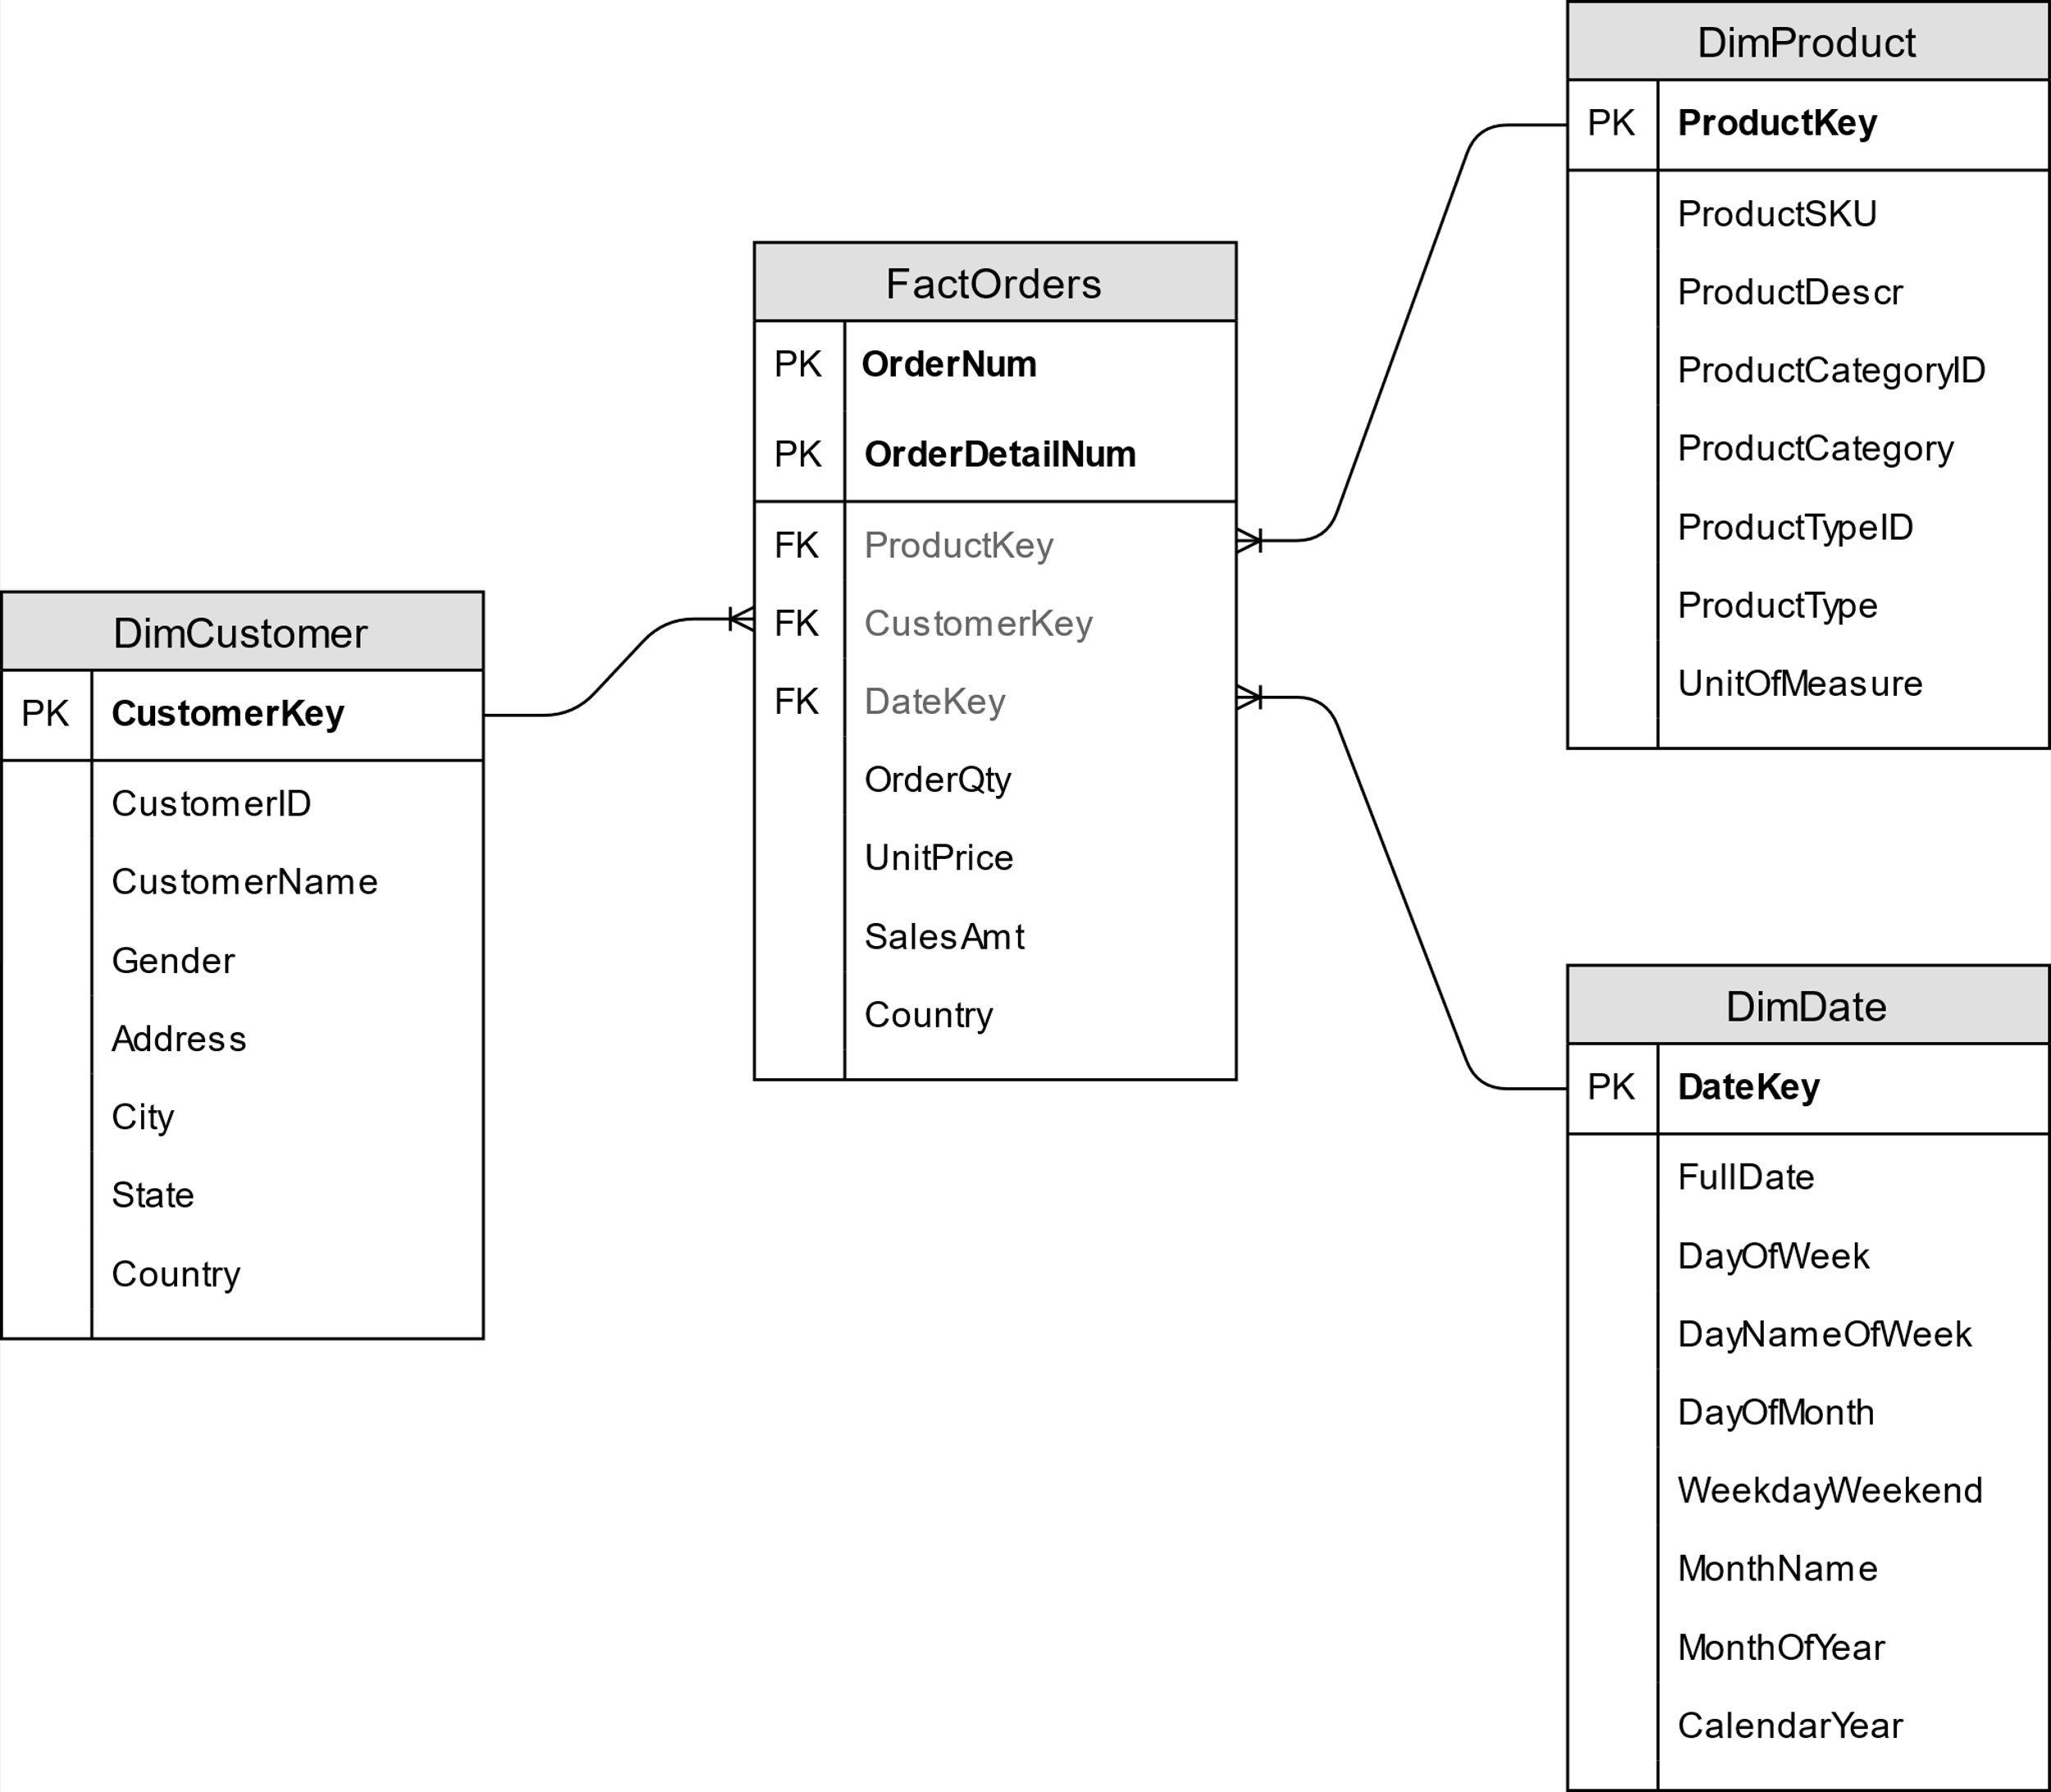 DimProduct
PK ProductKey
ProductSKU
ProductDescr
ProductCategoryID
ProductCategory
ProductTypeID
ProductType
UnitOfMeasure
FactOrders
PK OrderNum
PK OrderDetailNum
FK ProductKey
FK CustomerKey
FK DateKey
OrderQty
UnitPrice
SalesAmt
Country
DimCustomer
PK CustomerKey
CustomerID
CustomerName
Gender
Address
City
State
Country
DimDate
PK DateKey
FullDate
DayOfWeek
DayNameOfWeek
DayOfMonth
WeekdayWeekend
MonthName
MonthOfYear
CalendarYear